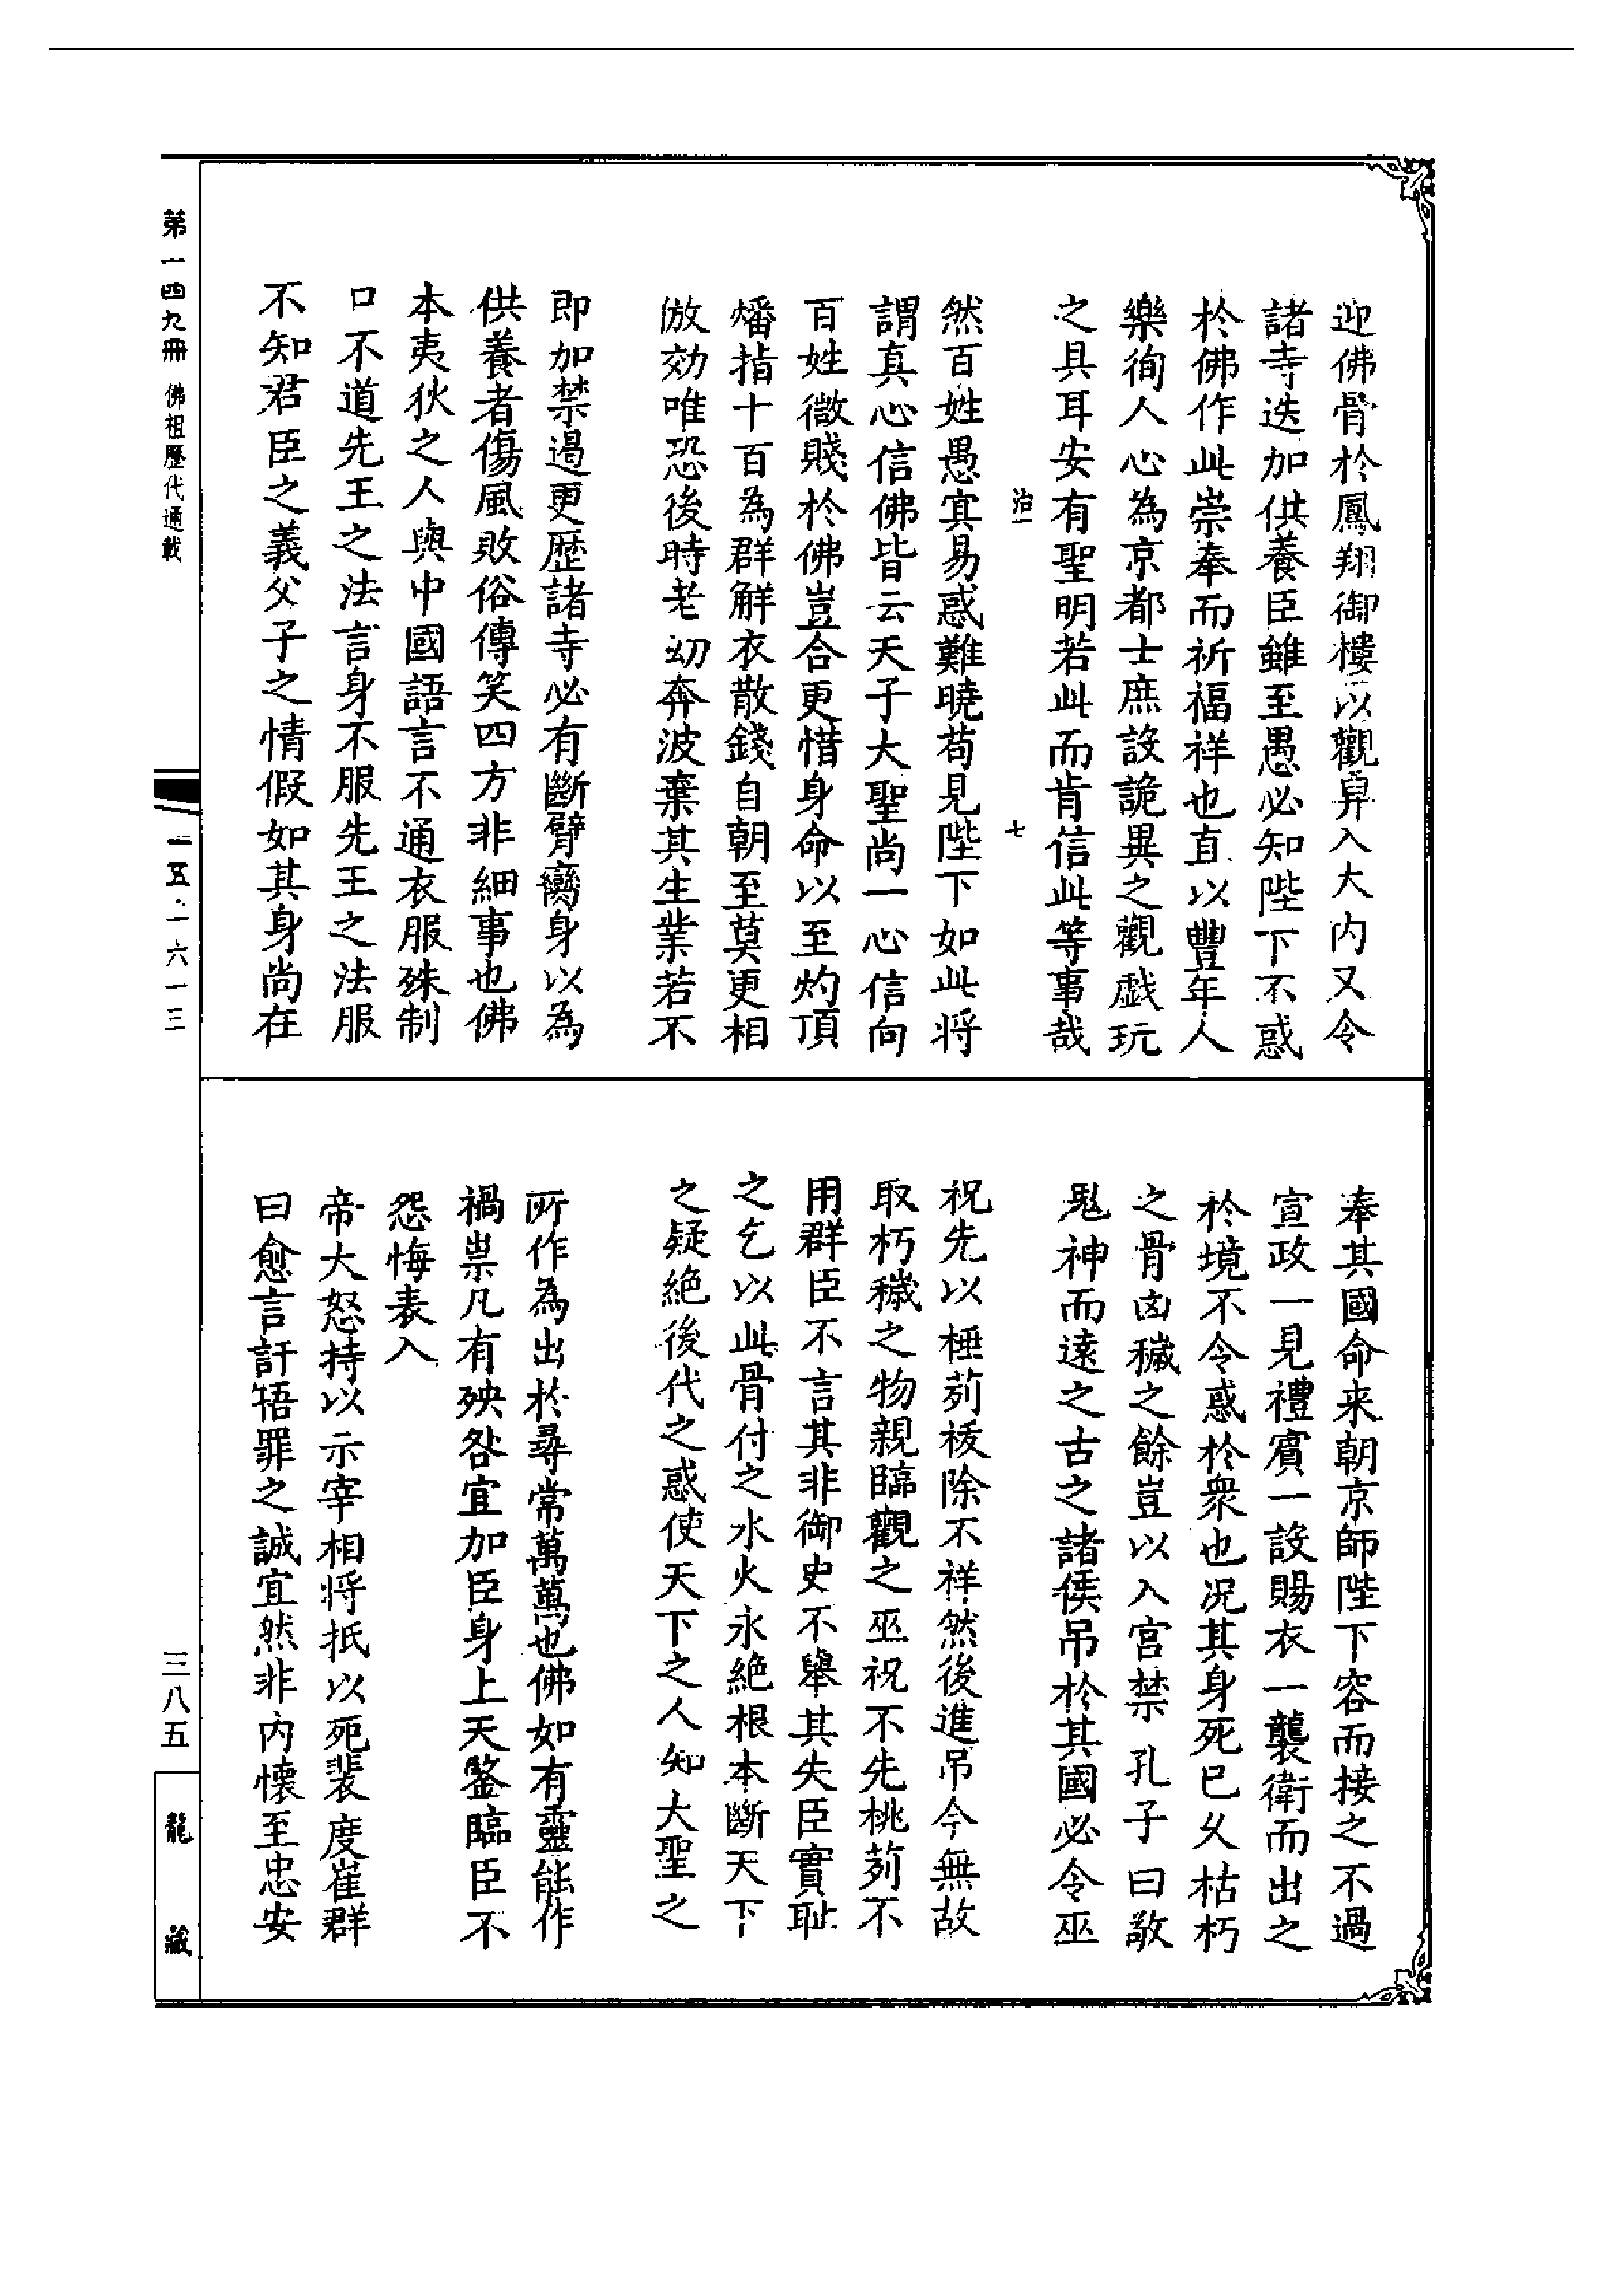 迎佛骨於鳳翔御樓以觀舁入大内又令
諸寺迭加供養臣雖至愚必知陛下不惑
於佛作此崇奉而祈福祥也直以豐年人
樂徇人心為京都士庶設詭異之觀戯玩
之具耳安有聖明若此而肯信此等事哉
治一　七
然百姓愚㝠易惑難曉苟見陛下如此将
謂真心信佛皆云天子大聖尚一心信向
百姓微賤於佛豈合更惜身命以至灼頂
燔指十百為群解衣散錢自朝至莫更相
倣効唯恐後時老幼奔波棄其生業若不
即加禁遏更歴諸寺必有斷臂臠身以為
供養者傷風敗俗傳笑四方非細事也佛
本夷狄之人與中國語言不通衣服殊制
口不道先王之法言身不服先王之法服
不知君臣之義父子之情假如其身尚在
奉其國命来朝京師陛下容而接之不過
宣政一見禮賓一設賜衣一襲衛而出之
於境不令惑於衆也况其身死已久枯朽
之骨凶穢之餘豈以入宫禁孔子曰敬
鬼神而遠之古之諸侯吊於其國必令巫
祝先以桃茢祓除不祥然後進吊今無故
取朽穢之物親臨觀之巫祝不先桃茢不
用群臣不言其非御史不舉其失臣實耻
之乞以此骨付之水火永絶根本斷天下
之疑絶後代之惑使天下之人知大聖之
所作為出於尋常萬萬也佛如有靈能作
禍祟凡有殃咎宜加臣身上天鑒臨臣不
怨悔表入
帝大怒持以示宰相将抵以死裴度崔群
曰愈言訐牾罪之誠宜然非内懐至忠安
第一四九冊　佛祖歷代通載
一五·一六一三
三八五
龍藏